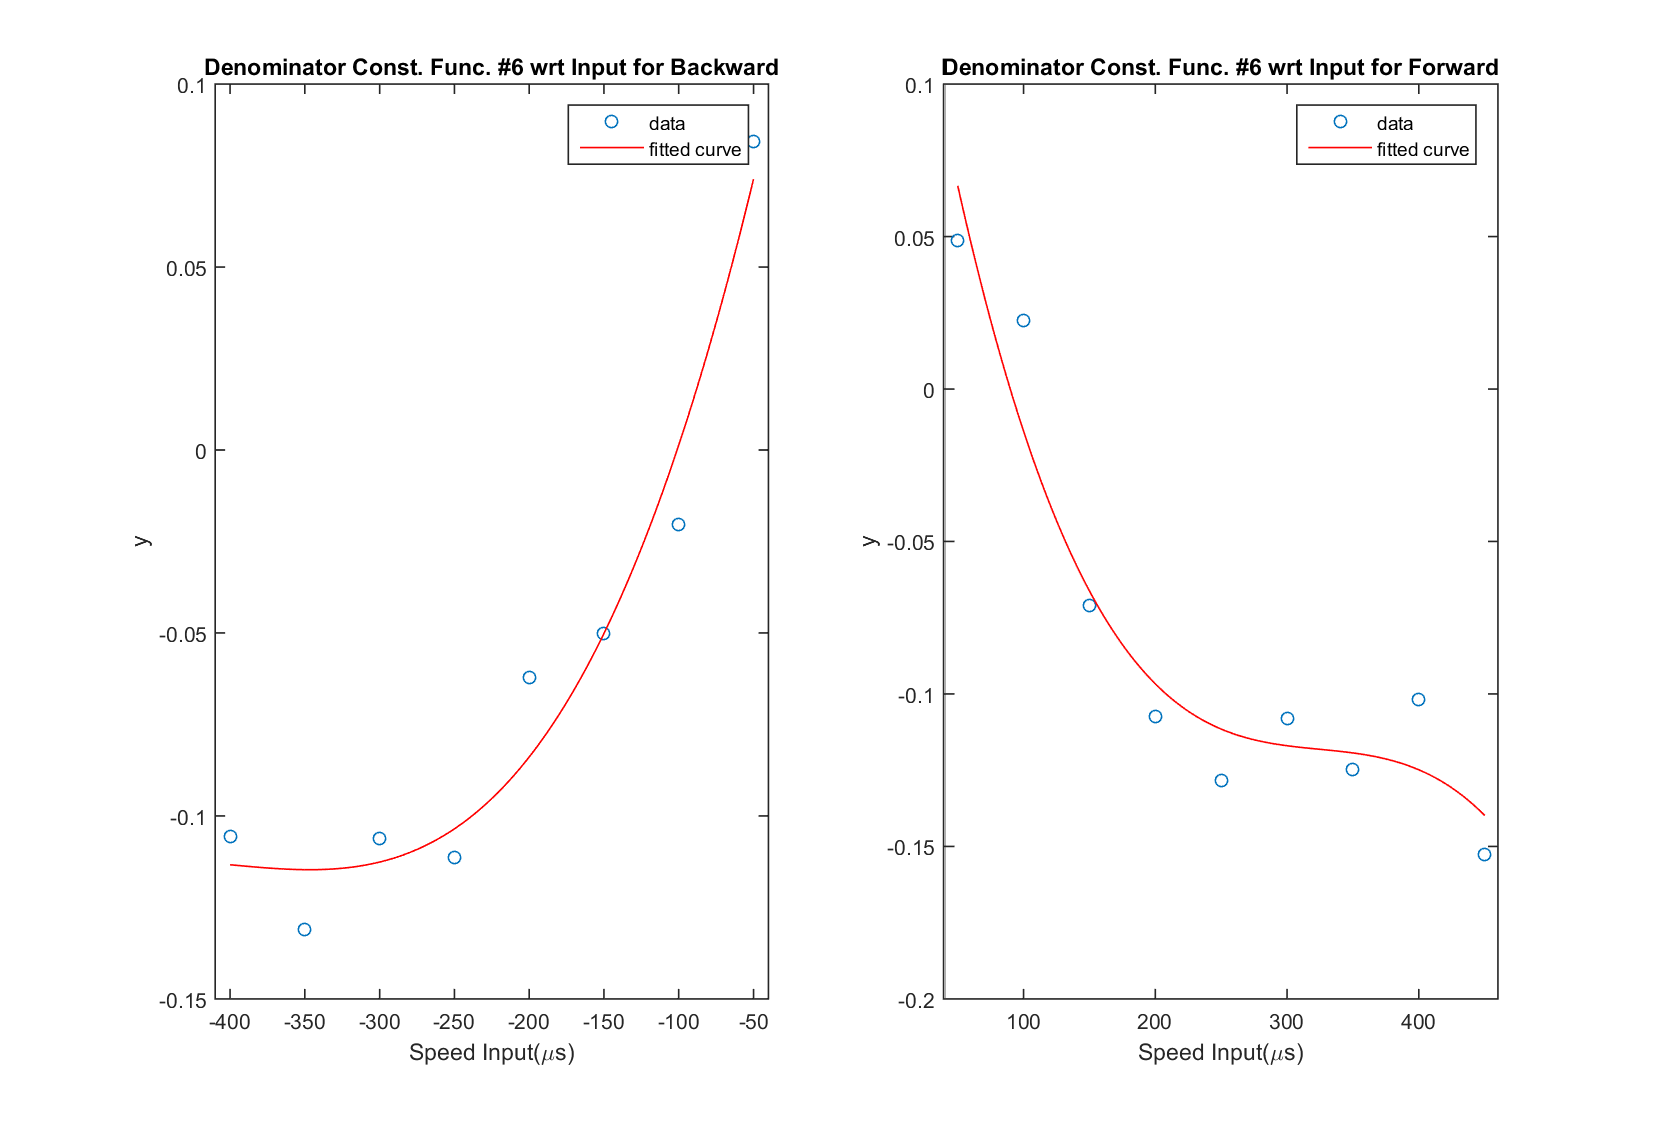 Denominator Const. Func. #6 wrt Input for Backward
data
fitted curve
0.1
0.05
0
-0.05
-0.1
-0.15
y
-400 -350 -300 -250 -200 -150 -100 -50
Speed Input(μs)
Denominator Const. Func. #6 wrt Input for Forward
data
fitted curve
0.1
0.05
0
-0.05
-0.1
-0.15
-0.2
y
100 200 300 400
Speed Input(μs)